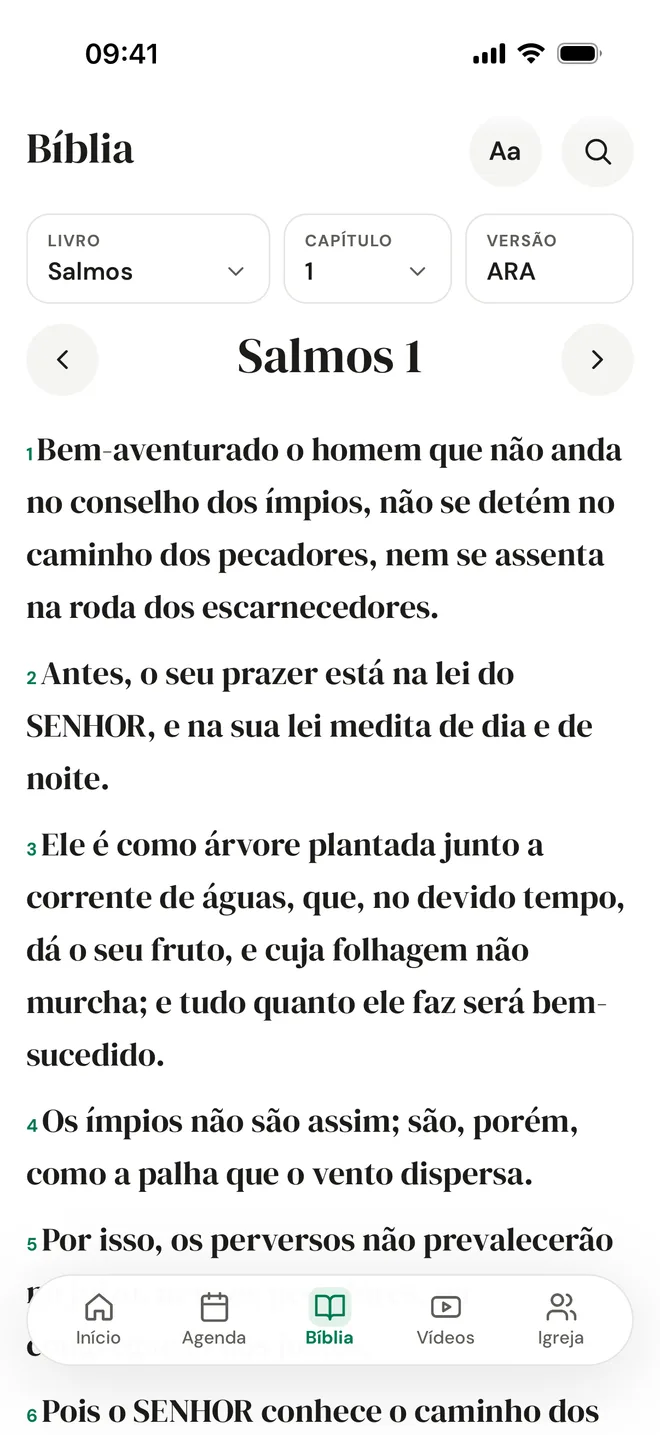 09:41
Bíblia
Aa
LIVRO
Salmos
CAPÍTULO
1
VERSÃO
ARA
Salmos 1
1 Bem-aventurado o homem que não anda
no conselho dos ímpios, não se detém no
caminho dos pecadores, nem se assenta
na roda dos escarnecedores.
2 Antes, o seu prazer está na lei do
SENHOR, e na sua lei medita de dia e de
noite.
3 Ele é como árvore plantada junto a
corrente de águas, que, no devido tempo,
dá o seu fruto, e cuja folhagem não
murcha; e tudo quanto ele faz será bem-
sucedido.
4 Os ímpios não são assim; são, porém,
como a palha que o vento dispersa.
5 Por isso, os perversos não prevalecerão
Início
Agenda
Bíblia
Vídeos
Igreja
6 Pois o SENHOR conhece o caminho dos